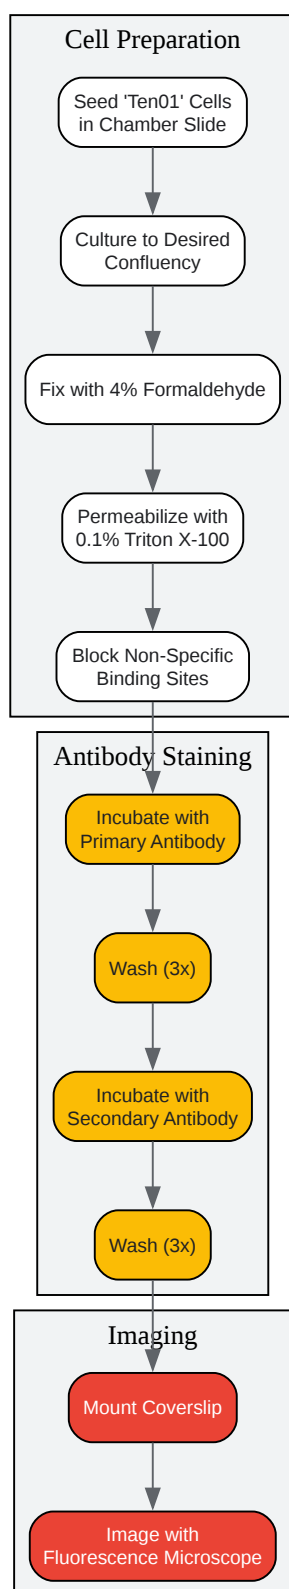 Cell Preparation
Seed 'Ten01' Cells
in Chamber Slide
Culture to Desired
Confluency
Fix with 4% Formaldehyde
Permeabilize with
0.1% Triton X-100
Block Non-Specific
Binding Sites
Antibody Staining
Incubate with
Primary Antibody
Wash (3x)
Incubate with
Secondary Antibody
Wash (3x)
Imaging
Mount Coverslip
Image with
Fluorescence Microscope